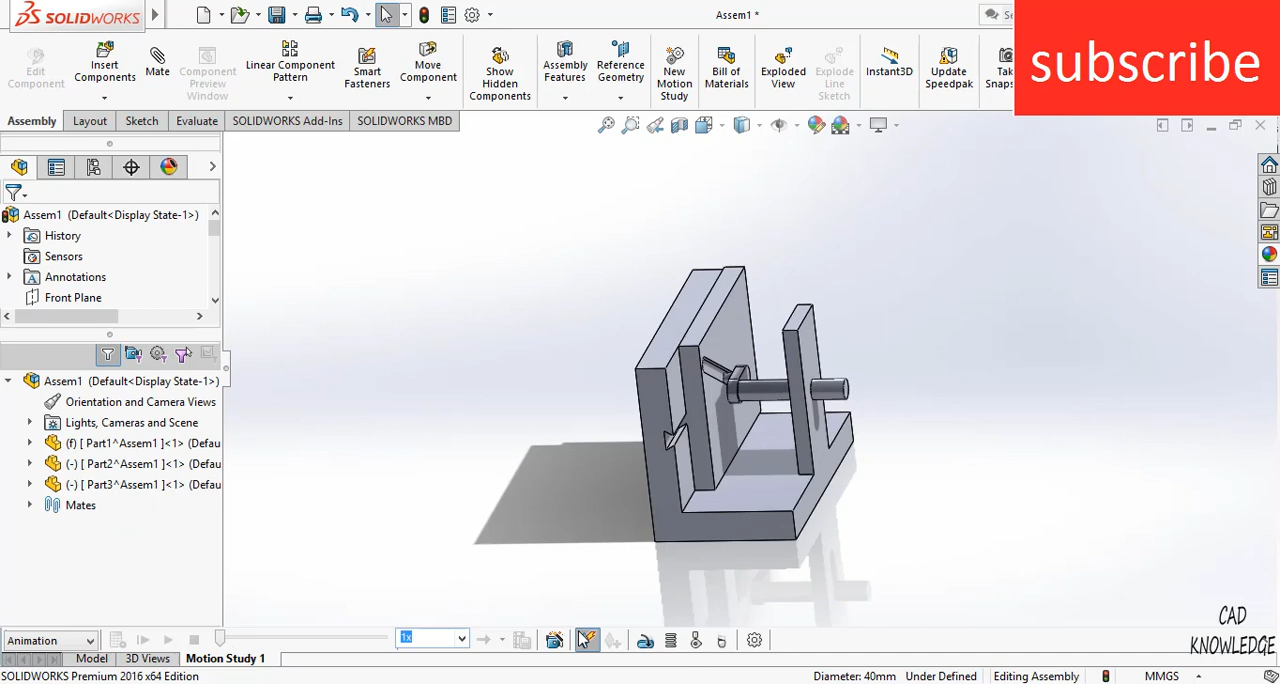 SOLIDWORKS
Assem1 *
subscribe
Edit Component
Insert Components
Mate
Component Preview Window
Linear Component Pattern
Smart Fasteners
Move Component
Show Hidden Components
Assembly Features
Reference Geometry
New Motion Study
Bill of Materials
Exploded View
Explode Line Sketch
Instant3D
Update Speedpak
Assembly
Layout
Sketch
Evaluate
SOLIDWORKS Add-Ins
SOLIDWORKS MBD
Assem1 (Default<Display State-1>)
History
Sensors
Annotations
Front Plane
Assem1 (Default<Display State-1>)
Orientation and Camera Views
Lights, Cameras and Scene
(f) [ Part1^Assem1 ]<1> (Defau
(-) [ Part2^Assem1 ]<1> (Defau
(-) [ Part3^Assem1 ]<1> (Defau
Mates
CAD
KNOWLEDGE
Animation
1x
Model
3D Views
Motion Study 1
SOLIDWORKS Premium 2016 x64 Edition
Diameter: 40mm
Under Defined
Editing Assembly
MMGS